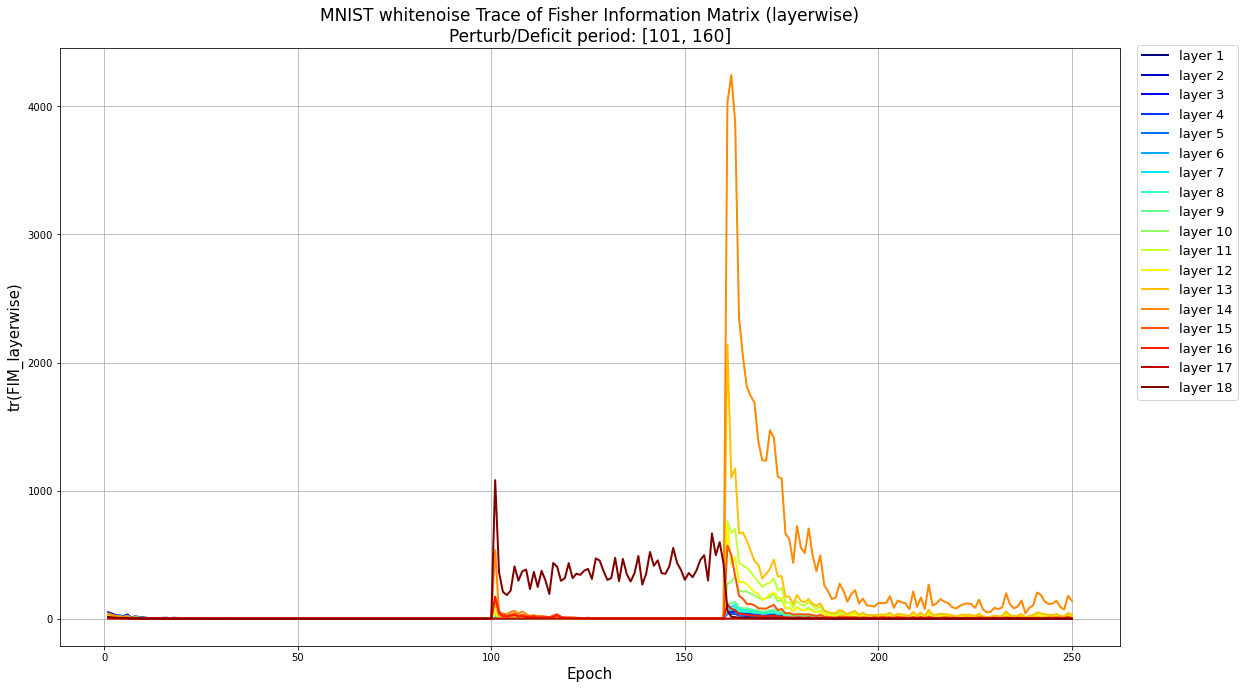 MNIST whitenoise Trace of Fisher Information Matrix (layerwise)
Perturb/Deficit period: [101, 160]
tr(FIM_layerwise)
4000
3000
2000
1000
0
0
50
100
150
200
250
Epoch
layer 1
layer 2
layer 3
layer 4
layer 5
layer 6
layer 7
layer 8
layer 9
layer 10
layer 11
layer 12
layer 13
layer 14
layer 15
layer 16
layer 17
layer 18